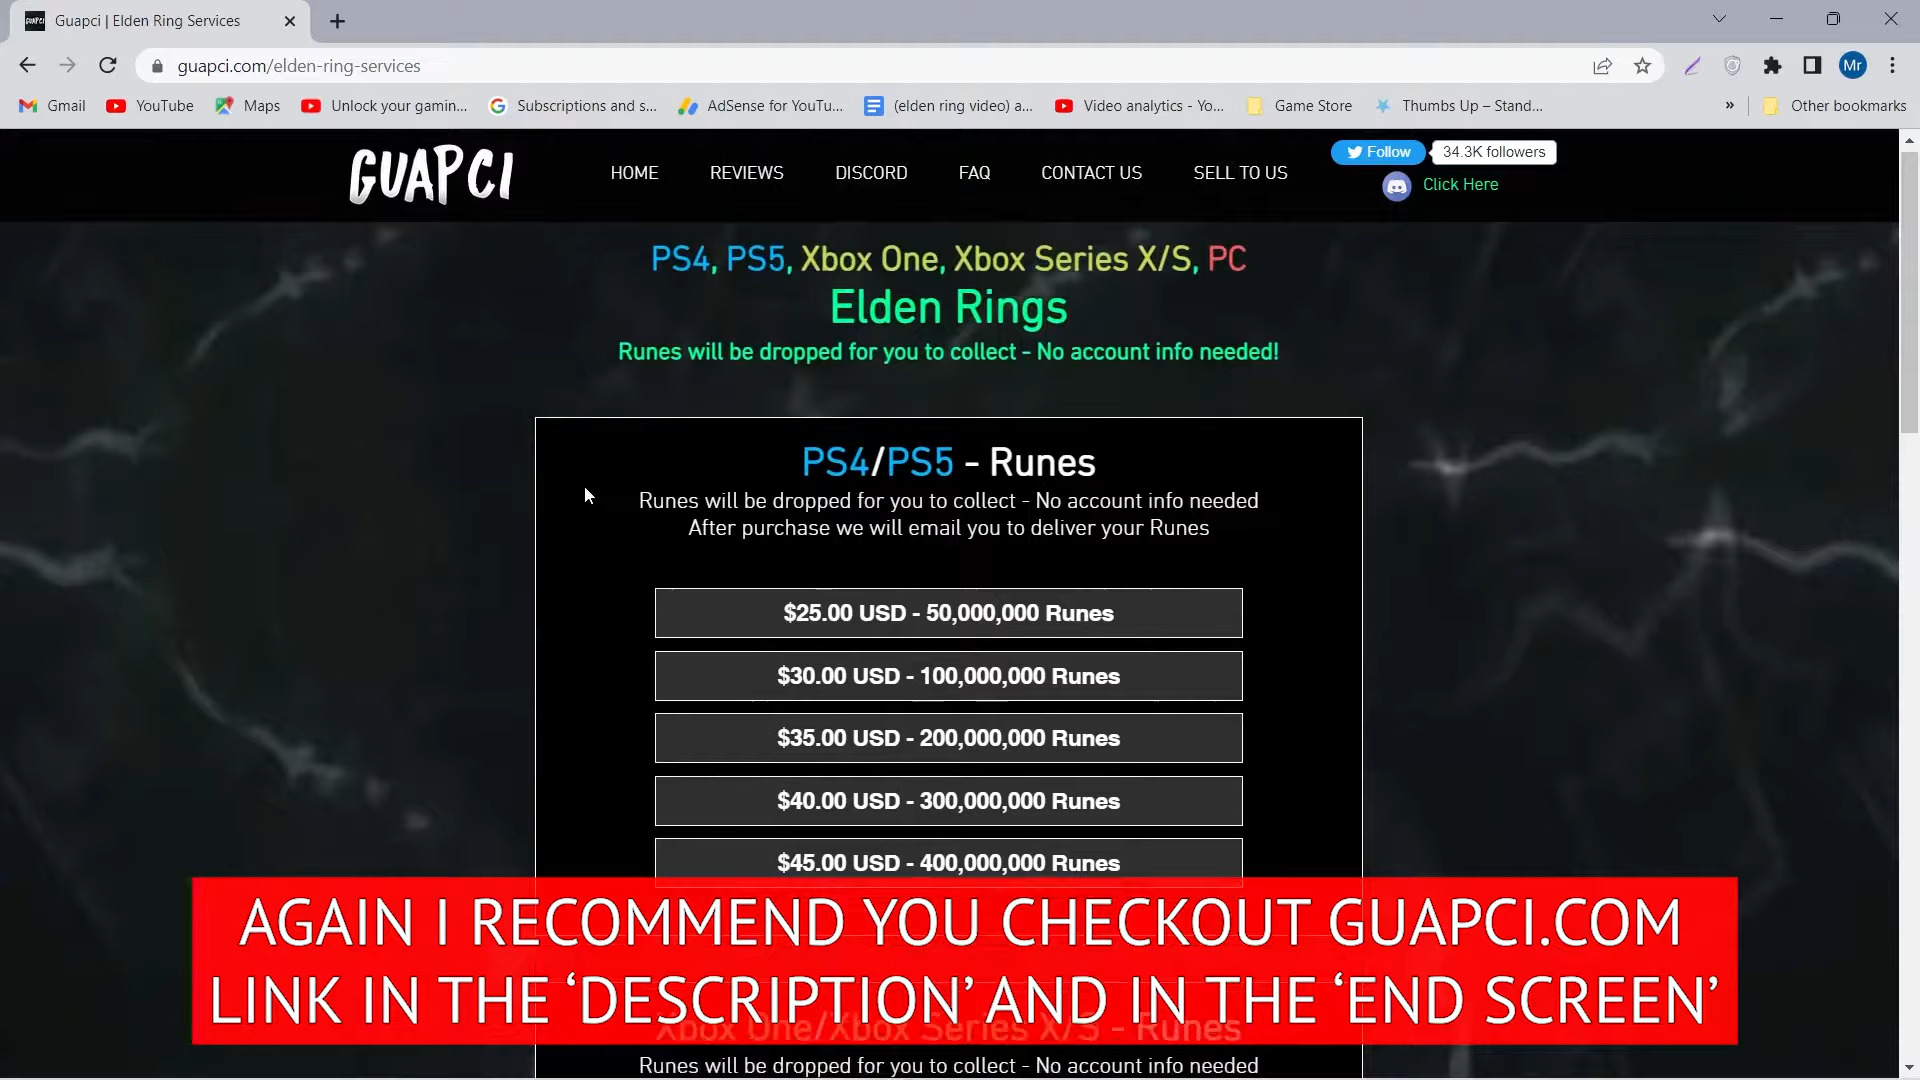 GUAPCI
Guapci | Elden Ring Services
guapci.com/elden-ring-services
Mr
Gmail
YouTube
Maps
Unlock your gamin...
Subscriptions and s...
AdSense for YouTu...
(elden ring video) a...
Video analytics - Yo...
Game Store
Thumbs Up – Stand...
»
Other bookmarks
GUAPCI
HOME
REVIEWS
DISCORD
FAQ
CONTACT US
SELL TO US
Follow
34.3K followers
Click Here
PS4, PS5, Xbox One, Xbox Series X/S, PC
Elden Rings
Runes will be dropped for you to collect - No account info needed!
PS4/PS5 - Runes
Runes will be dropped for you to collect - No account info needed
After purchase we will email you to deliver your Runes
$25.00 USD - 50,000,000 Runes
$30.00 USD - 100,000,000 Runes
$35.00 USD - 200,000,000 Runes
$40.00 USD - 300,000,000 Runes
$45.00 USD - 400,000,000 Runes
AGAIN I RECOMMEND YOU CHECKOUT GUAPCI.COM
LINK IN THE ‘DESCRIPTION’ AND IN THE ‘END SCREEN’
Xbox One/Xbox Series X/S - Runes
Runes will be dropped for you to collect - No account info needed